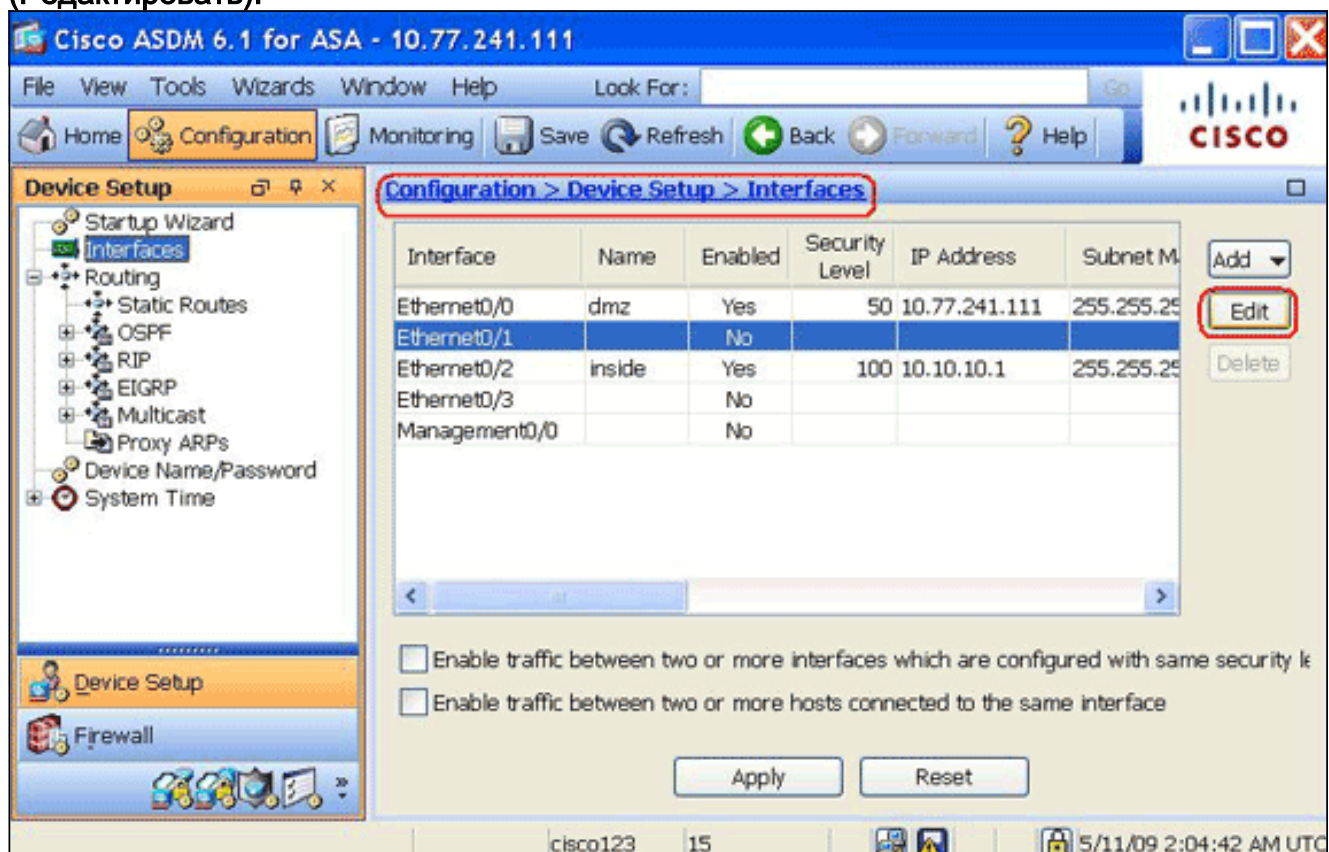 (Редактировать).
Cisco ASDM 6.1 for ASA - 10.77.241.111
File View Tools Wizards Window Help Look For: Go
Home Configuration Monitoring Save Refresh Back Forward Help
CISCO
Device Setup
Startup Wizard
Interfaces
Routing
Static Routes
OSPF
RIP
EIGRP
Multicast
Proxy ARPs
Device Name/Password
System Time
Device Setup
Firewall
Configuration > Device Setup > Interfaces
Interface Name Enabled Security Level IP Address Subnet M
Ethernet0/0 dmz Yes 50 10.77.241.111 255.255.25
Ethernet0/1 No
Ethernet0/2 inside Yes 100 10.10.10.1 255.255.25
Ethernet0/3 No
Management0/0 No
Add
Edit
Delete
Enable traffic between two or more interfaces which are configured with same security le
Enable traffic between two or more hosts connected to the same interface
Apply Reset
cisco123 15 5/11/09 2:04:42 AM UTC